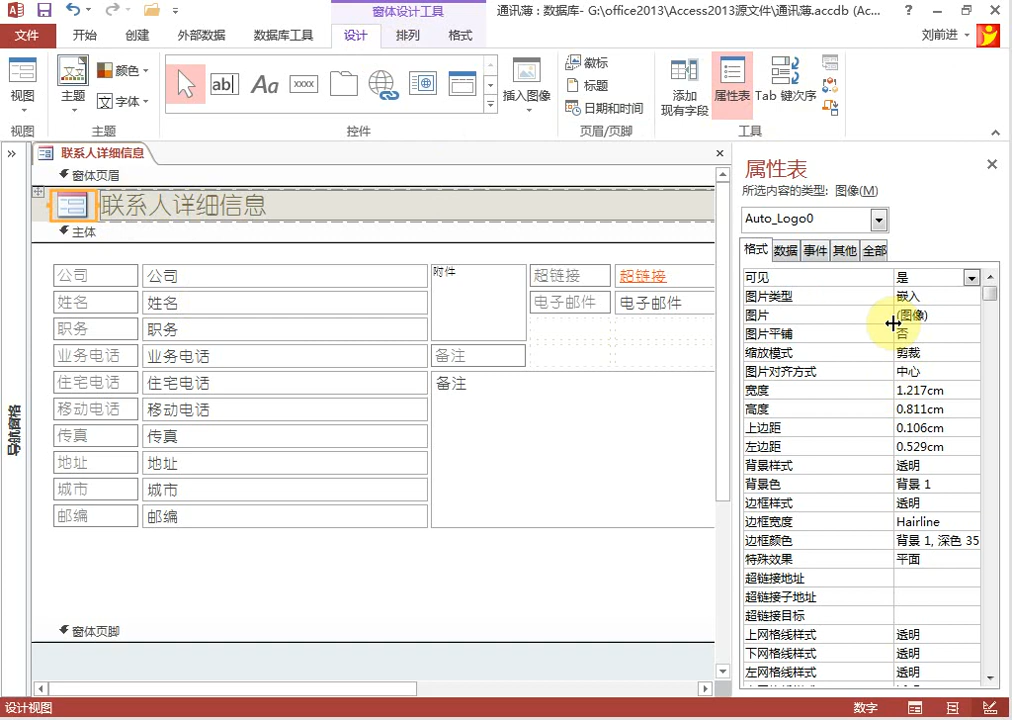 窗体设计工具
通讯薄 : 数据库- G:\office2013\Access2013源文件\通讯薄.accdb (Ac...
?
文件 开始 创建 外部数据 数据库工具 设计 排列 格式
刘前进
视图
主题
颜色
字体
ab|
Aa
xxxx
插入图像
徽标
标题
日期和时间
添加
现有字段
属性表
Tab 键次序
视图 主题 控件 页眉/页脚 工具
联系人详细信息
窗体页眉
联系人详细信息
主体
公司 公司 附件 超链接 超链接
姓名 姓名 电子邮件 电子邮件
职务 职务
业务电话 业务电话 备注
住宅电话 住宅电话 备注
移动电话 移动电话
传真 传真
地址 地址
城市 城市
邮编 邮编
窗体页脚
导航窗格
属性表
所选内容的类型: 图像(M)
Auto_Logo0
格式 数据 事件 其他 全部
可见 是
图片类型 嵌入
图片 (图像)
图片平铺 否
缩放模式 剪裁
图片对齐方式 中心
宽度 1.217cm
高度 0.811cm
上边距 0.106cm
左边距 0.529cm
背景样式 透明
背景色 背景 1
边框样式 透明
边框宽度 Hairline
边框颜色 背景 1, 深色 35
特殊效果 平面
超链接地址
超链接子地址
超链接目标
上网格线样式 透明
下网格线样式 透明
左网格线样式 透明
设计视图
数字